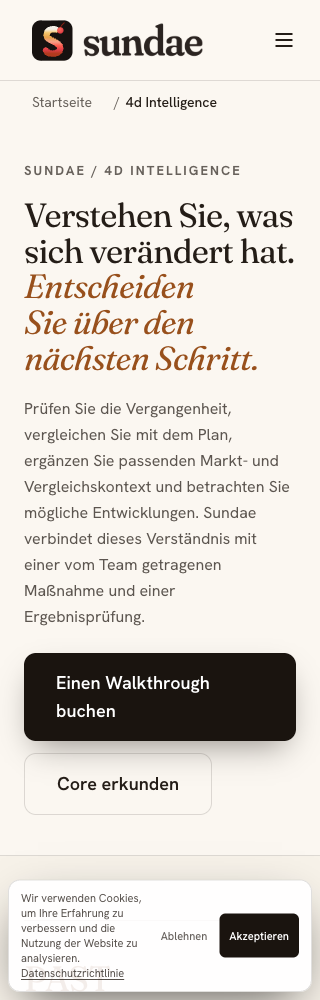 sundae
Startseite / 4d Intelligence
SUNDAE / 4D INTELLIGENCE
Verstehen Sie, was
sich verändert hat.
Entscheiden
Sie über den
nächsten Schritt.
Prüfen Sie die Vergangenheit,
vergleichen Sie mit dem Plan,
ergänzen Sie passenden Markt- und
Vergleichskontext und betrachten Sie
mögliche Entwicklungen. Sundae
verbindet dieses Verständnis mit
einer vom Team getragenen
Maßnahme und einer
Ergebnisprüfung.
Einen Walkthrough
buchen
Core erkunden
Wir verwenden Cookies,
um Ihre Erfahrung zu
verbessern und die
Nutzung der Website zu
analysieren.
Datenschutzrichtlinie
Ablehnen
Akzeptieren
PAST